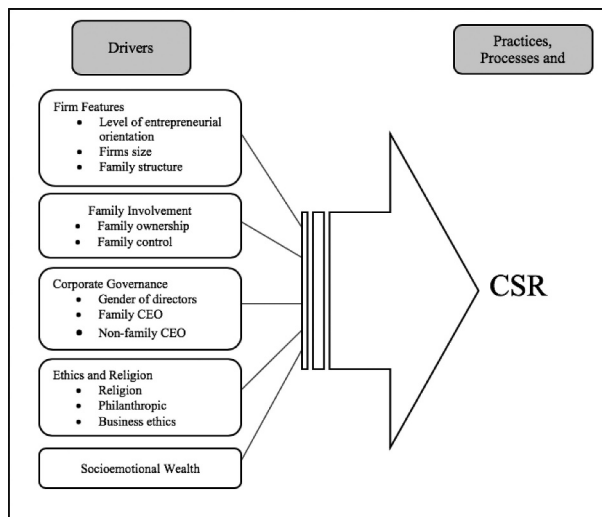 Drivers
Practices,
Processes and
Firm Features
• Level of entrepreneurial
orientation
• Firms size
• Family structure
Family Involvement
• Family ownership
• Family control
Corporate Governance
• Gender of directors
• Family CEO
• Non-family CEO
Ethics and Religion
• Religion
• Philanthropic
• Business ethics
Socioemotional Wealth
CSR